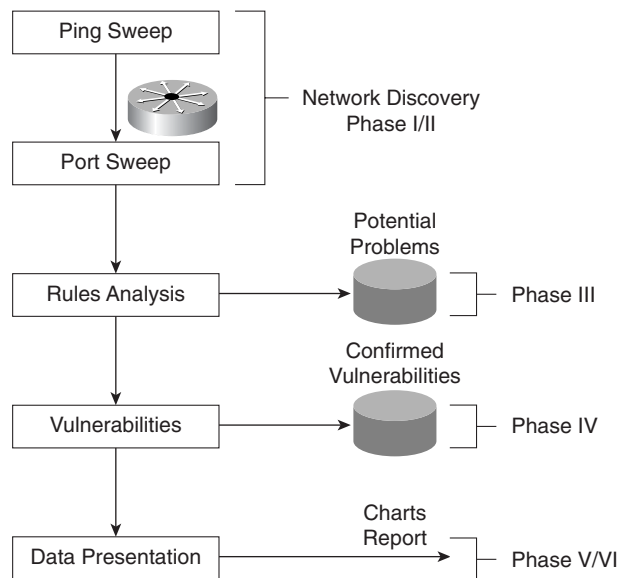 Ping Sweep
Network Discovery
Phase I/II
Port Sweep
Potential
Problems
Rules Analysis
Phase III
Confirmed
Vulnerabilities
Vulnerabilities
Phase IV
Charts
Report
Data Presentation
Phase V/VI